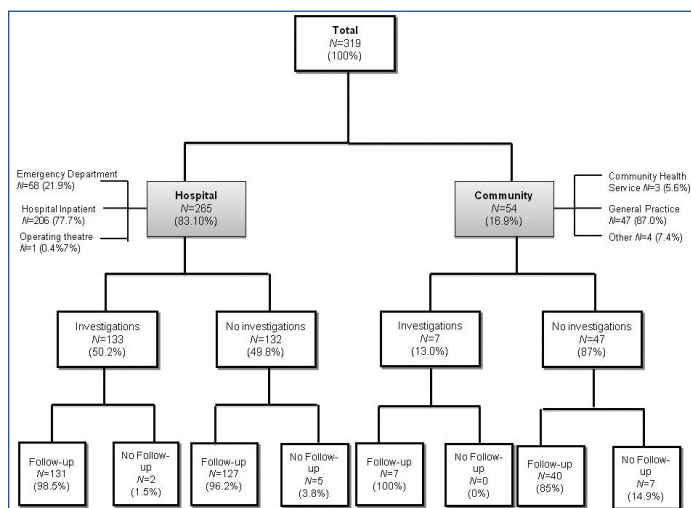 Total
N=319
(100%)
Emergency Department
N=58 (21.9%)
Hospital Inpatient
N=206 (77.7%)
Operating theatre
N=1 (0.4%7%)
Hospital
N=265
(83.10%)
Community
N=54
(16.9%)
Community Health
Service N=3 (5.6%)
General Practice
N=47 (87.0%)
Other N=4 (7.4%)
Investigations
N=133
(50.2%)
No investigations
N=132
(49.8%)
Investigations
N=7
(13.0%)
No investigations
N=47
(87%)
Follow-up
N=131
(98.5%)
No Follow-
up
N=2
(1.5%)
Follow-up
N=127
(96.2%)
No Follow-
up
N=5
(3.8%)
Follow-up
N=7
(100%)
No Follow-
up
N=0
(0%)
Follow-up
N=40
(85%)
No Follow-
up
N=7
(14.9%)